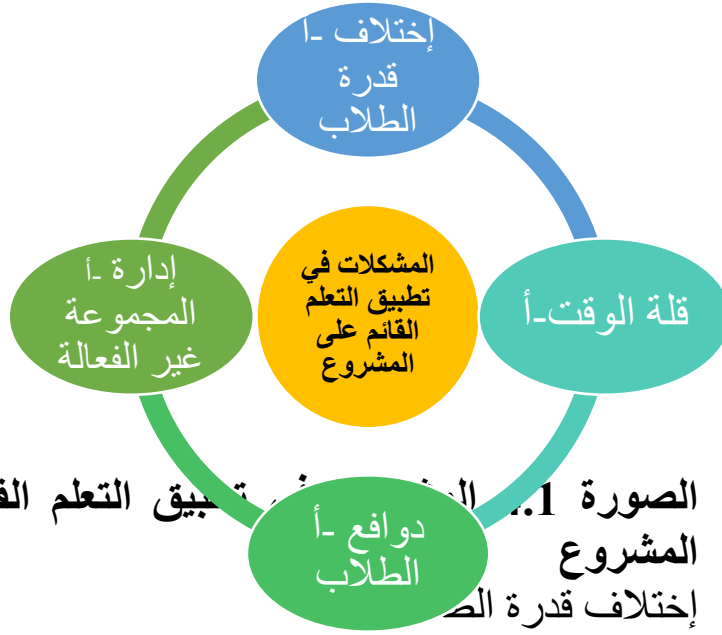 إختلاف -أ
قدرة
الطلاب
المشكلات في
تطبيق التعلم
القائم على
المشروع
قلة الوقت-أ
دوافع -أ
الطلاب
إدارة -أ
المجموعة
غير الفعالة
الصورة 1. التعلم
المشروع
إختلاف قدرة